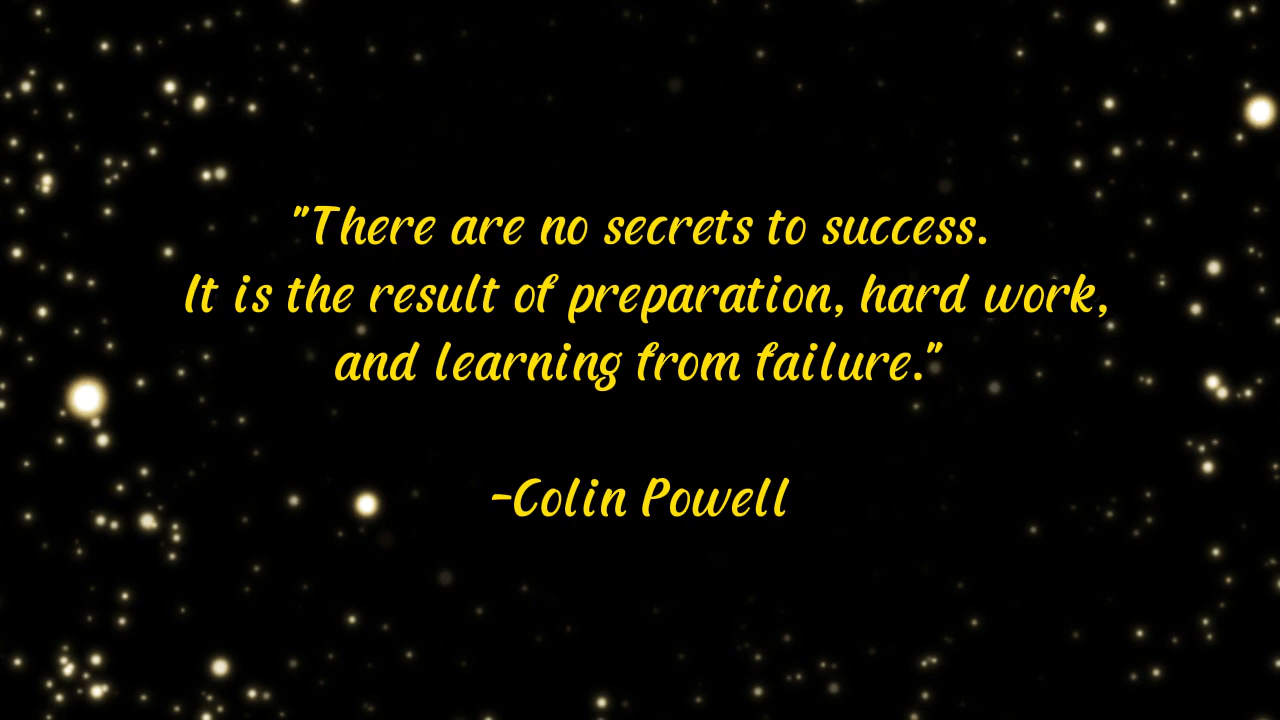 "There are no secrets to success.
It is the result of preparation, hard work,
and learning from failure."
-Colin Powell